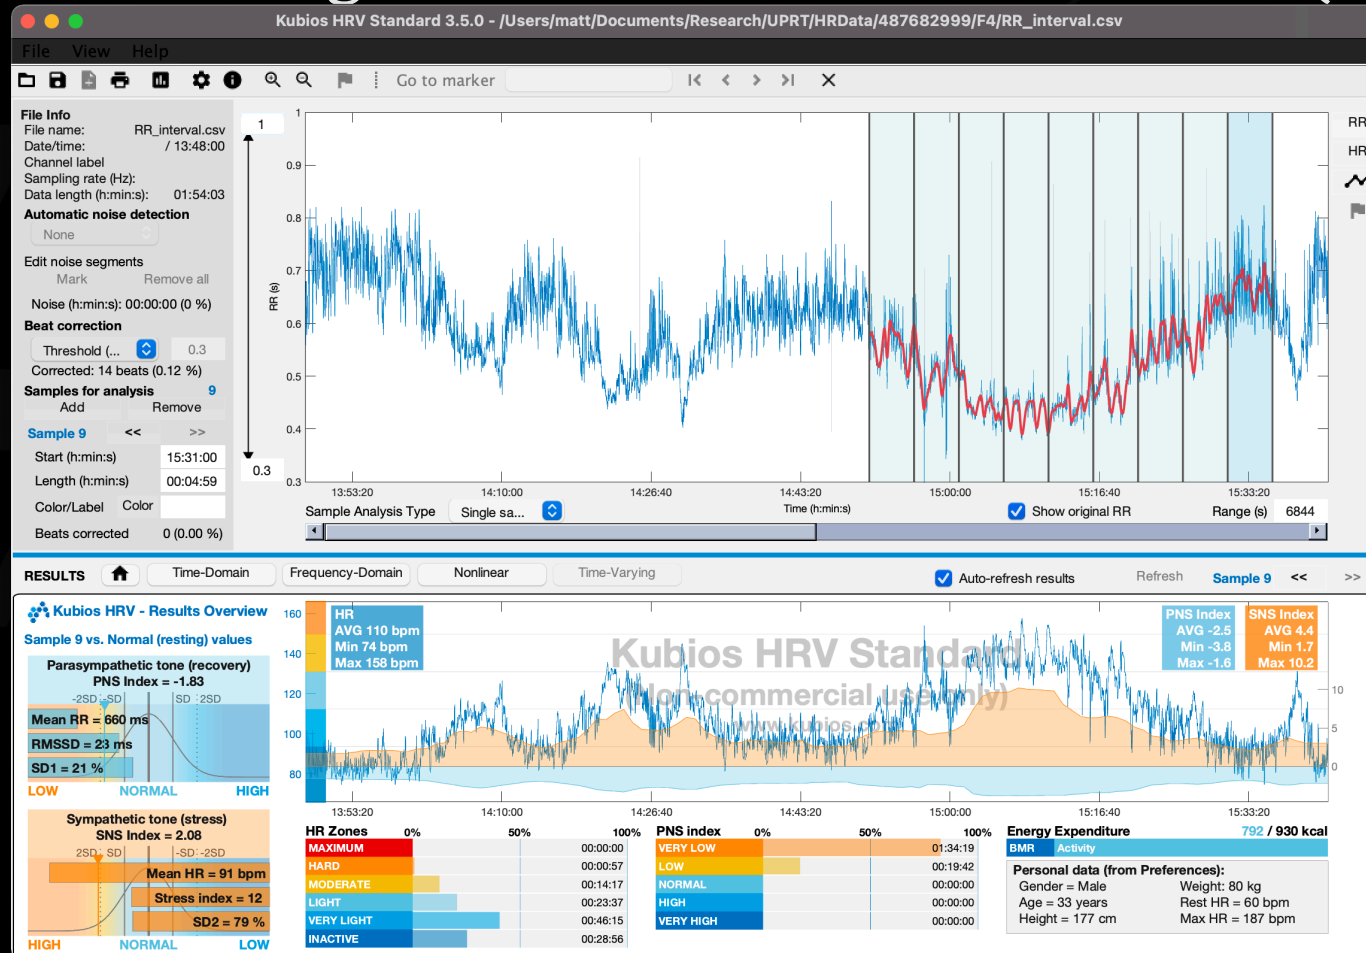 Kubios HRV Standard 3.5.0 - /Users/matt/Documents/Research/UPRT/HRData/487682999/F4/RR_interval.csv
File View Help
Go to marker
File Info
File name: RR_interval.csv
Date/time: / 13:48:00
Channel label
Sampling rate (Hz):
Data length (h:min:s): 01:54:03
Automatic noise detection
None
Edit noise segments
Mark Remove all
Noise (h:min:s): 00:00:00 (0 %)
Beat correction
Threshold (... 0.3
Corrected: 14 beats (0.12 %)
Samples for analysis 9
Add Remove
Sample 9 << >>
Start (h:min:s) 15:31:00
Length (h:min:s) 00:04:59
Color/Label Color
Beats corrected 0 (0.00 %)
1
0.3
RR (s)
1
0.9
0.8
0.7
0.6
0.5
0.4
0.3
RR
HR
13:53:20 14:10:00 14:26:40 14:43:20 15:00:00 15:16:40 15:33:20
Time (h:min:s)
Sample Analysis Type Single sa... Show original RR Range (s) 6844
RESULTS Time-Domain Frequency-Domain Nonlinear Time-Varying Auto-refresh results Refresh Sample 9 << >>
Kubios HRV - Results Overview
Sample 9 vs. Normal (resting) values
Parasympathetic tone (recovery)
PNS Index = -1.83
-2SD -SD SD 2SD
Mean RR = 660 ms
RMSSD = 23 ms
SD1 = 21 %
LOW NORMAL HIGH
Sympathetic tone (stress)
SNS Index = 2.08
2SD SD -SD -2SD
Mean HR = 91 bpm
Stress index = 12
SD2 = 79 %
HIGH NORMAL LOW
160
140
120
100
80
HR
AVG 110 bpm
Min 74 bpm
Max 158 bpm
Kubios HRV Standard
commercial use only)
www.kubios.c
PNS Index
AVG -2.5
Min -3.8
Max -1.6
SNS Index
AVG 4.4
Min 1.7
Max 10.2
10
5
0
13:53:20 14:10:00 14:26:40 14:43:20 15:00:00 15:16:40 15:33:20
HR Zones 0% 50% 100%
MAXIMUM 00:00:00
HARD 00:00:57
MODERATE 00:14:17
LIGHT 00:23:37
VERY LIGHT 00:46:15
INACTIVE 00:28:56
PNS index 0% 50% 100%
VERY LOW 01:34:19
LOW 00:19:42
NORMAL 00:00:00
HIGH 00:00:00
VERY HIGH 00:00:00
Energy Expenditure 792 / 930 kcal
BMR Activity
Personal data (from Preferences):
Gender = Male Weight: 80 kg
Age = 33 years Rest HR = 60 bpm
Height = 177 cm Max HR = 187 bpm